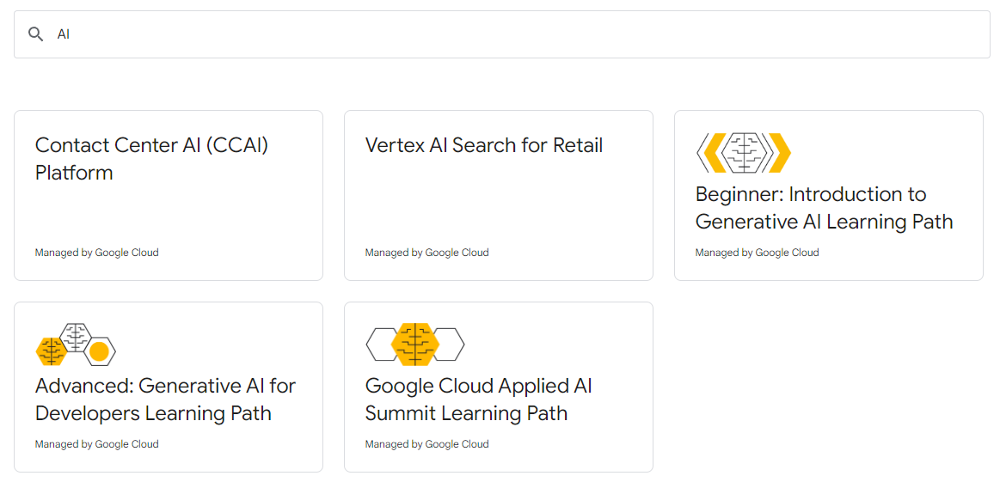 AI
Contact Center AI (CCAI)
Platform
Managed by Google Cloud
Vertex AI Search for Retail
Managed by Google Cloud
Beginner: Introduction to
Generative AI Learning Path
Managed by Google Cloud
Advanced: Generative AI for
Developers Learning Path
Managed by Google Cloud
Google Cloud Applied AI
Summit Learning Path
Managed by Google Cloud